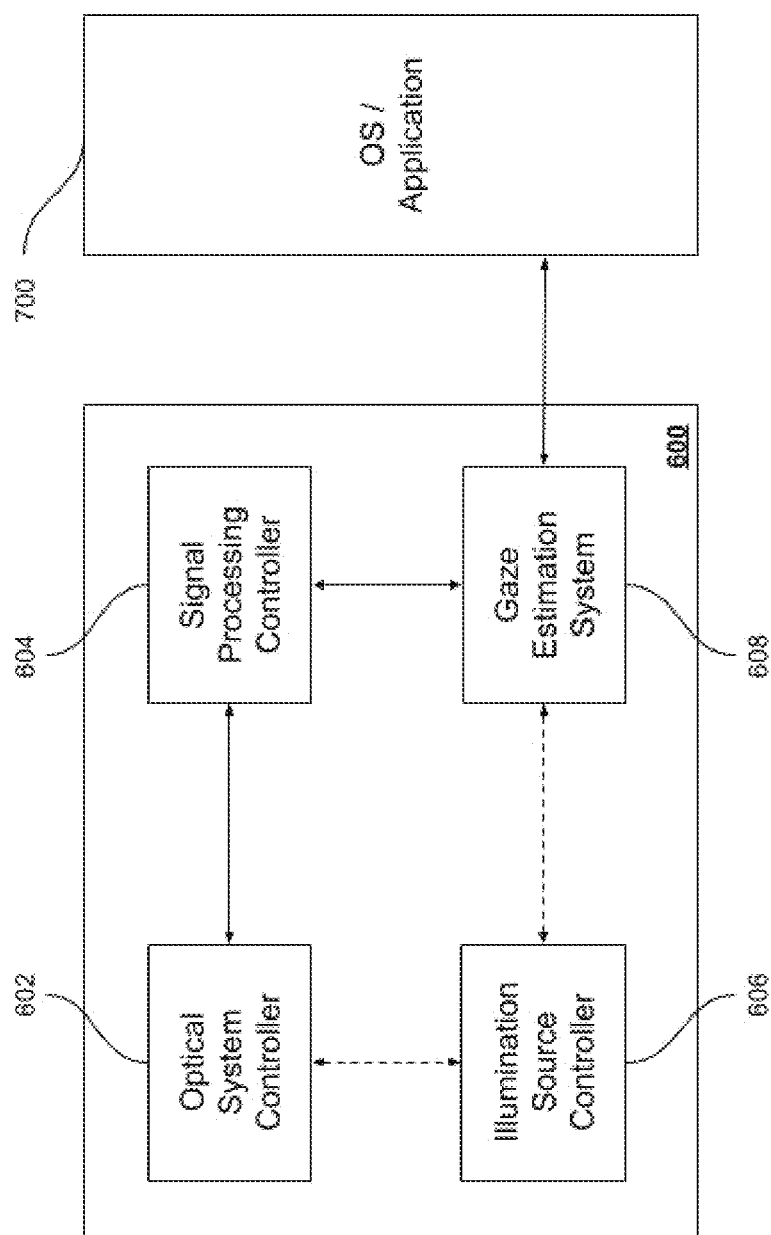 602
604
700
Optical
System
Controller
Signal
Processing
Controller
OS /
Application
Illumination
Source
Controller
Gaze
Estimation
System
600
606
608